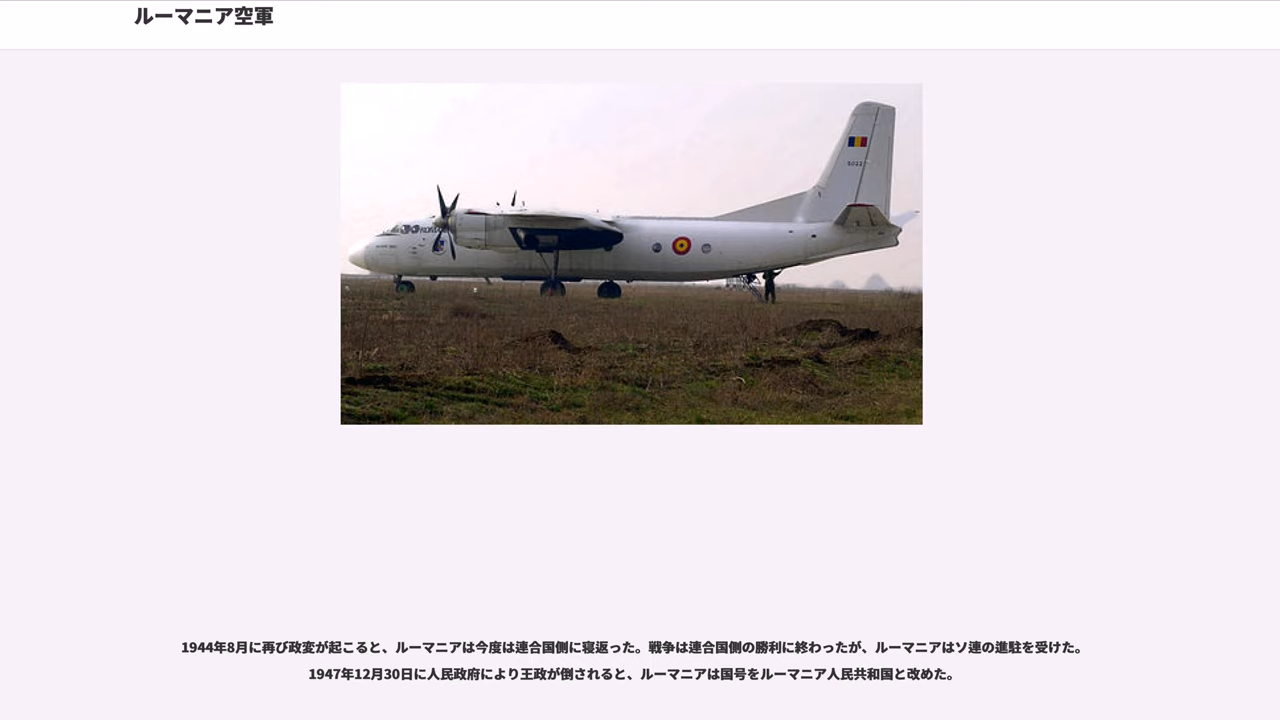 ルーマニア空軍
1944年8月に再び政変が起こると、ルーマニアは今度は連合国側に寝返った。戦争は連合国側の勝利に終わったが、ルーマニアはソ連の進駐を受けた。
1947年12月30日に人民政府により王政が倒されると、ルーマニアは国号をルーマニア人民共和国と改めた。